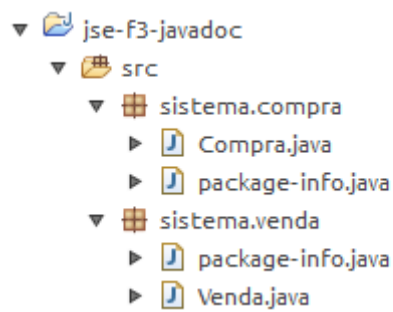 jse-f3-javadoc
src
sistema.compra
Compra.java
package-info.java
sistema.venda
package-info.java
Venda.java